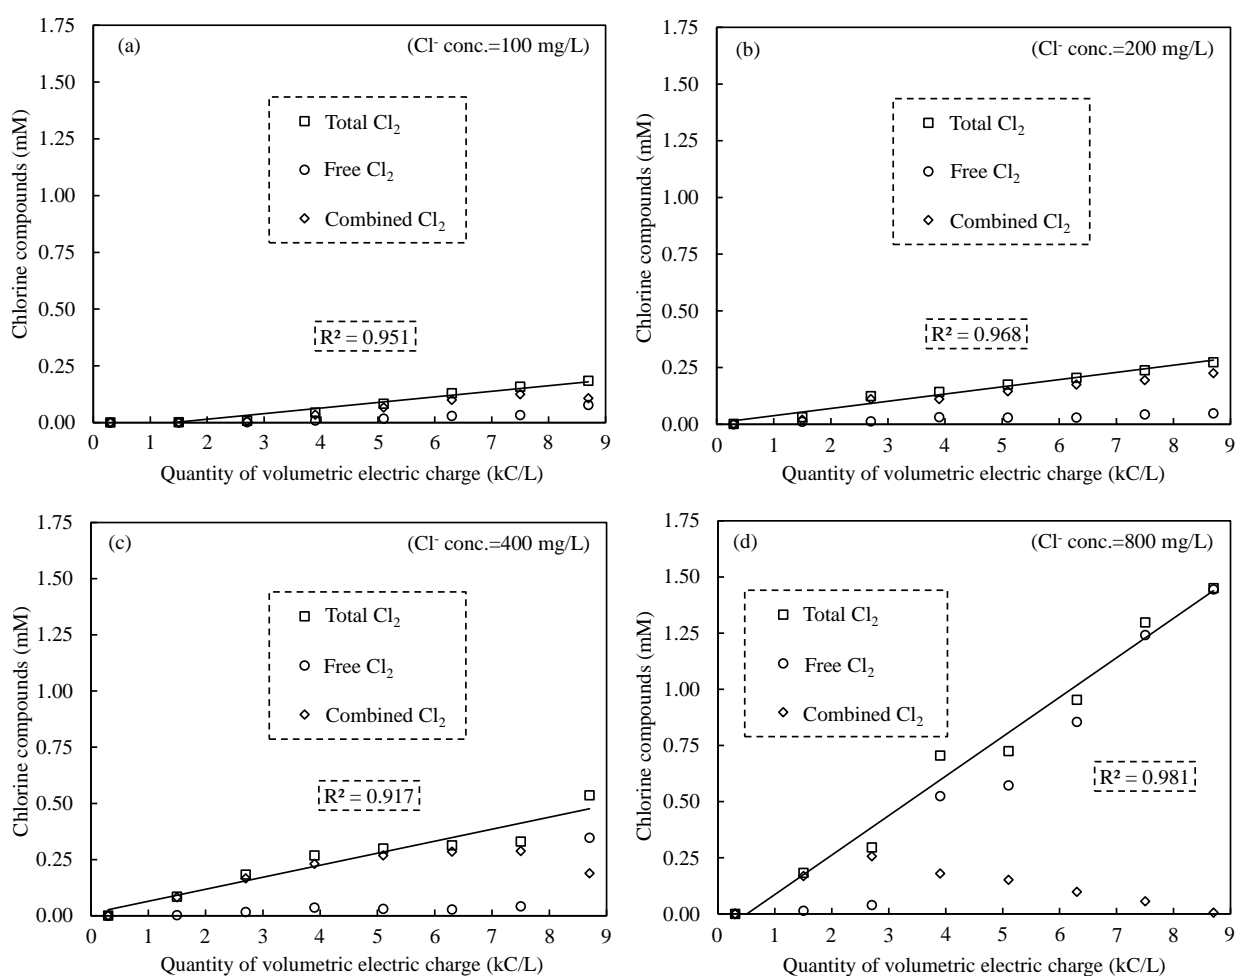 (a) (Cl⁻ conc.=100 mg/L)
Total Cl₂
Free Cl₂
Combined Cl₂
R² = 0.951
Chlorine compounds (mM)
1.75
1.50
1.25
1.00
0.75
0.50
0.25
0.00
0 1 2 3 4 5 6 7 8 9
Quantity of volumetric electric charge (kC/L)
(b) (Cl⁻ conc.=200 mg/L)
Total Cl₂
Free Cl₂
Combined Cl₂
R² = 0.968
Chlorine compounds (mM)
1.75
1.50
1.25
1.00
0.75
0.50
0.25
0.00
0 1 2 3 4 5 6 7 8 9
Quantity of volumetric electric charge (kC/L)
(c) (Cl⁻ conc.=400 mg/L)
Total Cl₂
Free Cl₂
Combined Cl₂
R² = 0.917
Chlorine compounds (mM)
1.75
1.50
1.25
1.00
0.75
0.50
0.25
0.00
0 1 2 3 4 5 6 7 8 9
Quantity of volumetric electric charge (kC/L)
(d) (Cl⁻ conc.=800 mg/L)
Total Cl₂
Free Cl₂
Combined Cl₂
R² = 0.981
Chlorine compounds (mM)
1.75
1.50
1.25
1.00
0.75
0.50
0.25
0.00
0 1 2 3 4 5 6 7 8 9
Quantity of volumetric electric charge (kC/L)